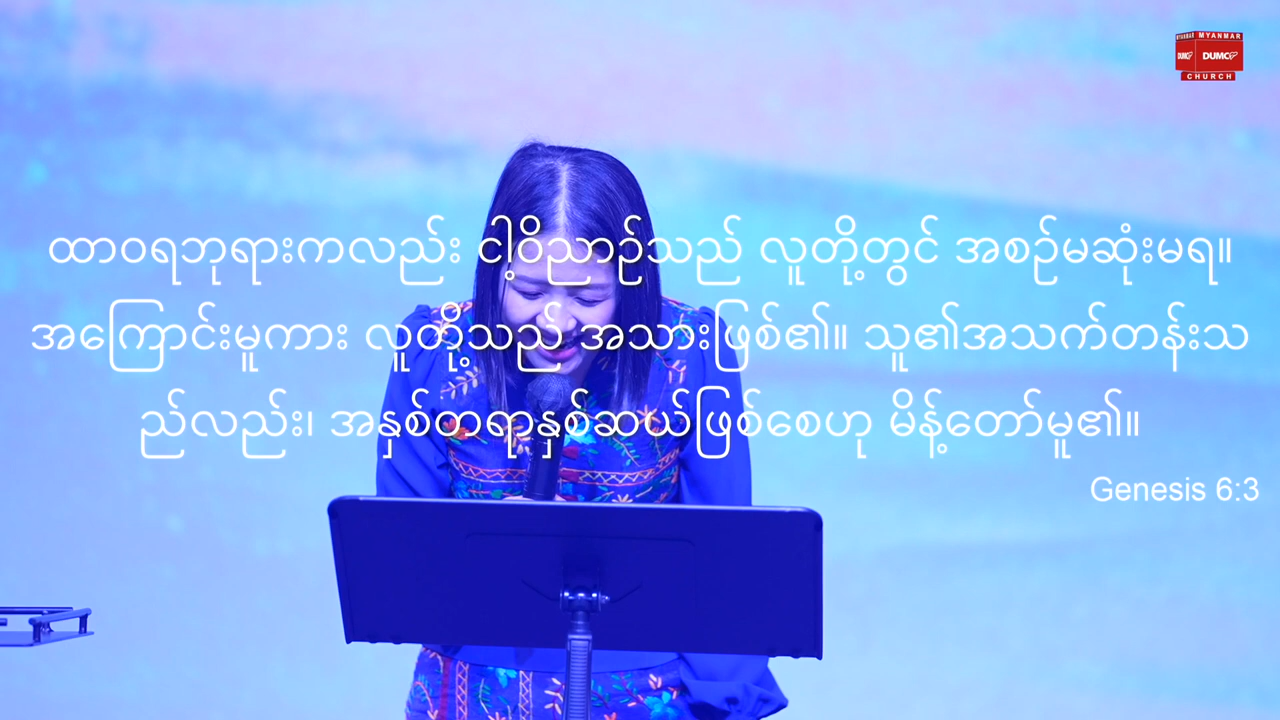 MYANMAR MYANMAR
DUMC DUMC
CHURCH
ထာဝရဘုရားကလည်း ငါ့ဝိညာဉ်သည် လူတို့တွင် အစဉ်မဆုံးမရ။
အကြောင်းမူကား လူတို့သည် အသားဖြစ်၏။ သူ၏အသက်တန်းသ
ည်လည်း၊ အနှစ်တရာနှစ်ဆယ်ဖြစ်စေဟု မိန့်တော်မူ၏။
Genesis 6:3